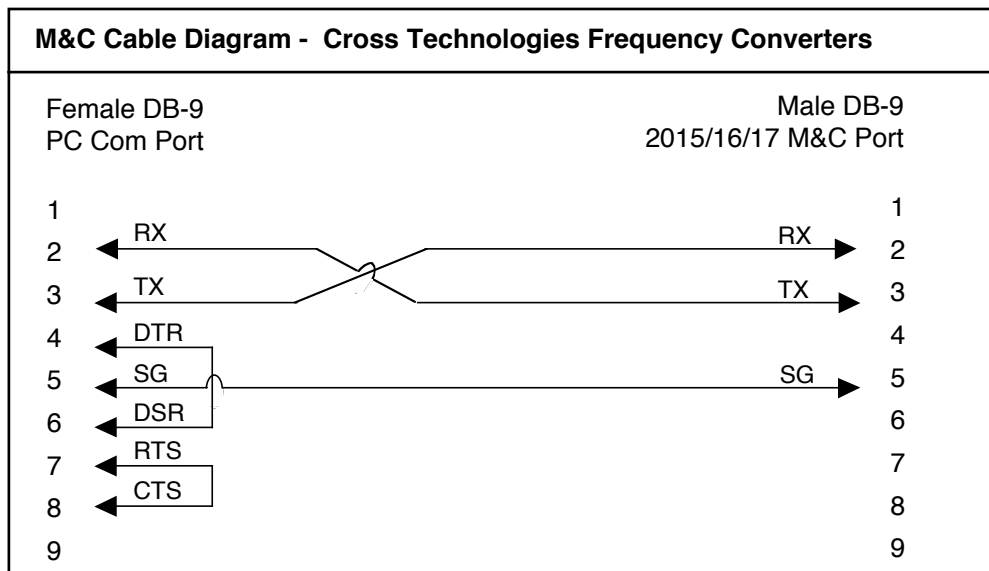 M&C Cable Diagram - Cross Technologies Frequency Converters
Female DB-9
PC Com Port
Male DB-9
2015/16/17 M&C Port
1
1
2 RX
RX 2
3 TX
TX 3
4 DTR
4
5 SG
SG 5
6 DSR
6
7 RTS
7
8 CTS
8
9
9